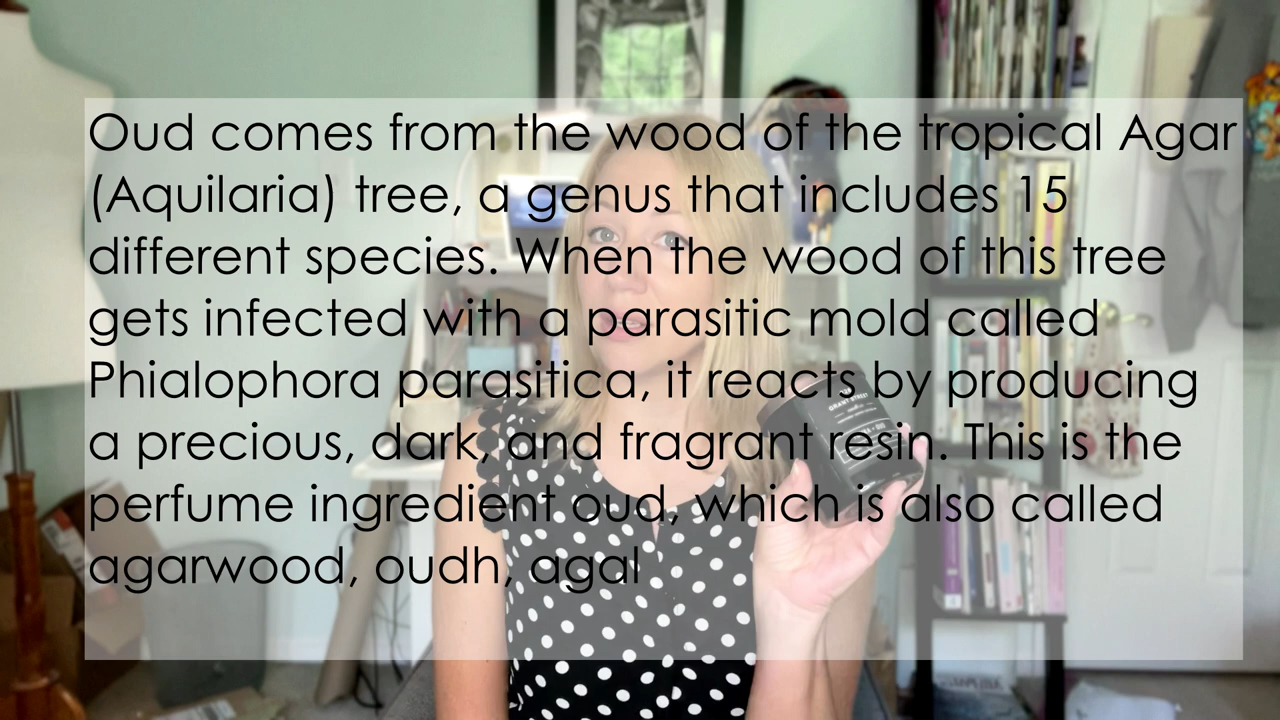 Oud comes from the wood of the tropical Agar
(Aquilaria) tree, a genus that includes 15
different species. When the wood of this tree
gets infected with a parasitic mold called
Phialophora parasitica, it reacts by producing
a precious, dark, and fragrant resin. This is the
perfume ingredient oud, which is also called
agarwood, oudh, agal
GRANT STREET